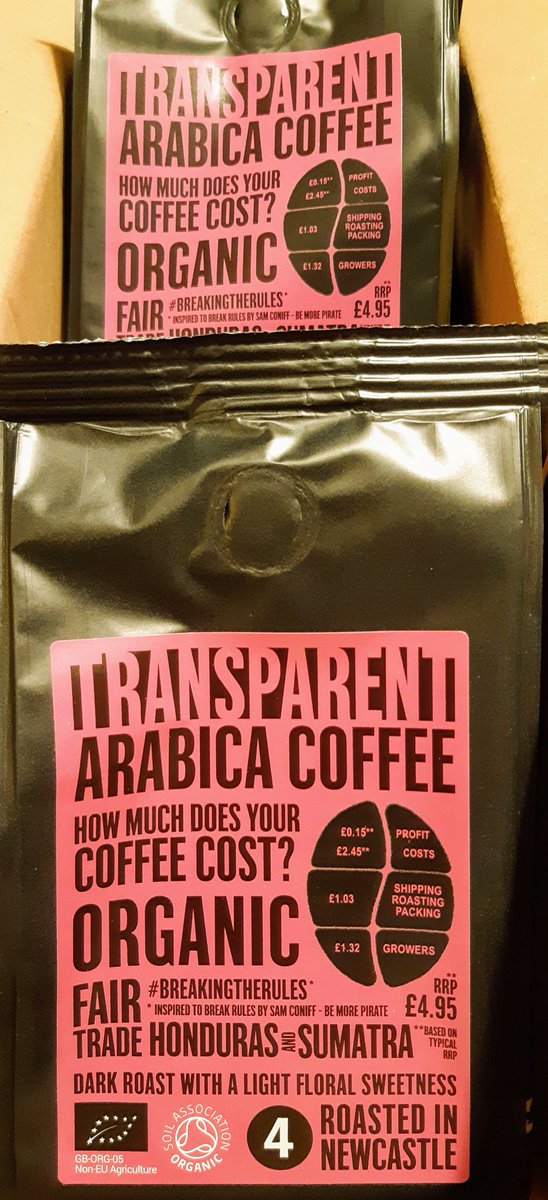 TRANSPARENT
ARABICA COFFEE
HOW MUCH DOES YOUR
COFFEE COST?
£0.15** PROFIT
£2.45** COSTS
£1.03 SHIPPING ROASTING PACKING
£1.32 GROWERS
ORGANIC
FAIR #BREAKINGTHERULES*
* INSPIRED TO BREAK RULES BY SAM CONIFF - BE MORE PIRATE
** RRP
£4.95
TRADE HONDURAS AND SUMATRA
TRANSPARENT
ARABICA COFFEE
HOW MUCH DOES YOUR
COFFEE COST?
£0.15** PROFIT
£2.45** COSTS
£1.03 SHIPPING ROASTING PACKING
£1.32 GROWERS
ORGANIC
FAIR #BREAKINGTHERULES*
* INSPIRED TO BREAK RULES BY SAM CONIFF - BE MORE PIRATE
** RRP
£4.95
TRADE HONDURAS AND SUMATRA **BASED ON TYPICAL RRP
DARK ROAST WITH A LIGHT FLORAL SWEETNESS
GB-ORG-05
Non-EU Agriculture
SOIL ASSOCIATION
ORGANIC
4
ROASTED IN
NEWCASTLE